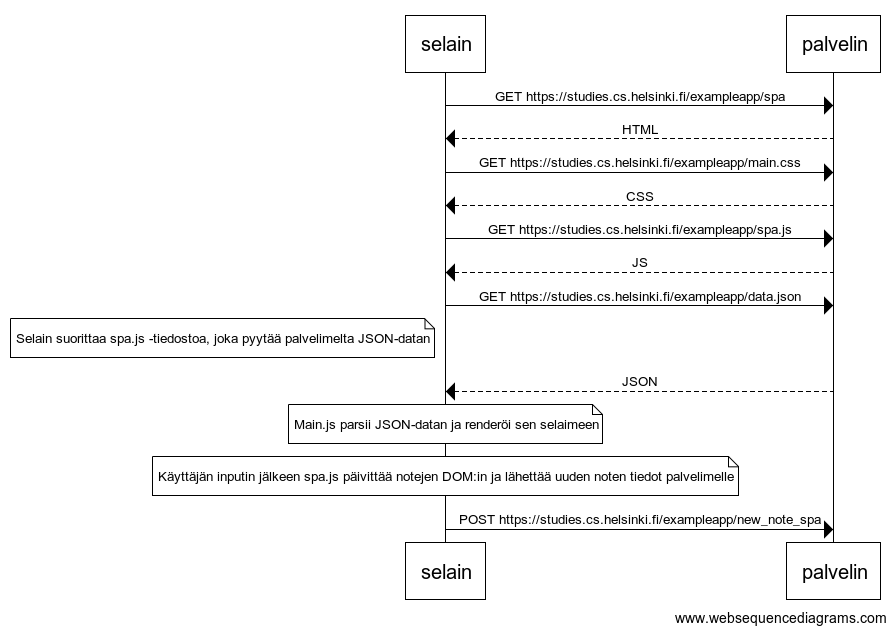 selain
palvelin
GET https://studies.cs.helsinki.fi/exampleapp/spa
HTML
GET https://studies.cs.helsinki.fi/exampleapp/main.css
CSS
GET https://studies.cs.helsinki.fi/exampleapp/spa.js
JS
GET https://studies.cs.helsinki.fi/exampleapp/data.json
Selain suorittaa spa.js -tiedostoa, joka pyytää palvelimelta JSON-datan
JSON
Main.js parsii JSON-datan ja renderöi sen selaimeen
Käyttäjän inputin jälkeen spa.js päivittää notejen DOM:in ja lähettää uuden noten tiedot palvelimelle
POST https://studies.cs.helsinki.fi/exampleapp/new_note_spa
selain
palvelin
www.websequencediagrams.com